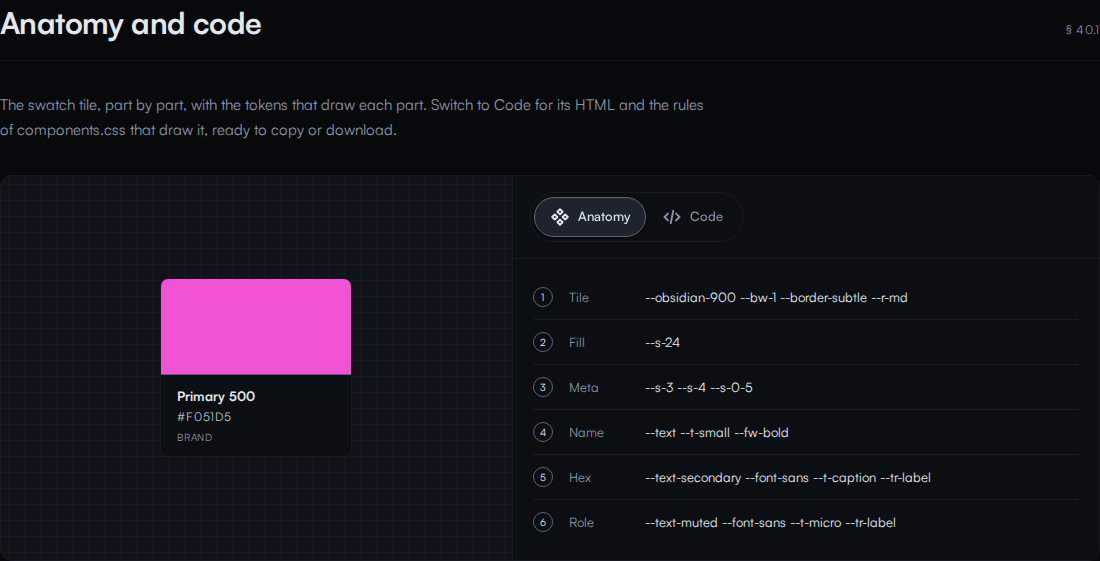 Anatomy and code
§ 40.1
The swatch tile, part by part, with the tokens that draw each part. Switch to Code for its HTML and the rules
of components.css that draw it, ready to copy or download.
Anatomy
Code
Primary 500
#F051D5
BRAND
1 Tile --obsidian-900 --bw-1 --border-subtle --r-md
2 Fill --s-24
3 Meta --s-3 --s-4 --s-0-5
4 Name --text --t-small --fw-bold
5 Hex --text-secondary --font-sans --t-caption --tr-label
6 Role --text-muted --font-sans --t-micro --tr-label